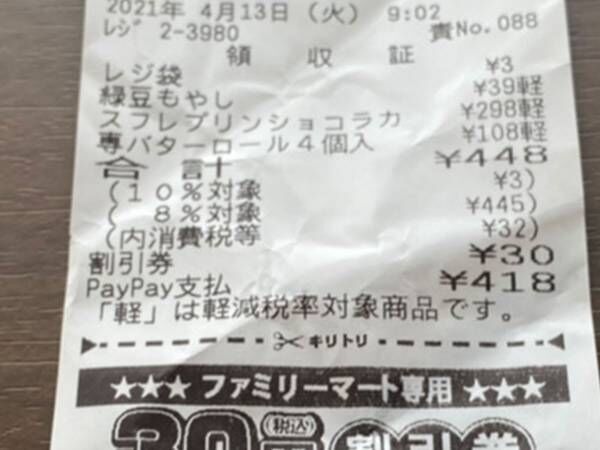 2021年 4月13日（火） 9:02
レジ 2-3980 責No.088
領 収 証
レジ袋 ¥3
緑豆もやし ¥39軽
スフレプリンショコラカ ¥298軽
専バターロール4個入 ¥108軽
合 計 ¥448
（10％対象 ¥3）
（ 8％対象 ¥445）
（内消費税等 ¥32）
割引券 ¥30
PayPay支払 ¥418
「軽」は軽減税率対象商品です。
キリトリ
★★★ ファミリーマート専用 ★★★
30円(税込)割引券